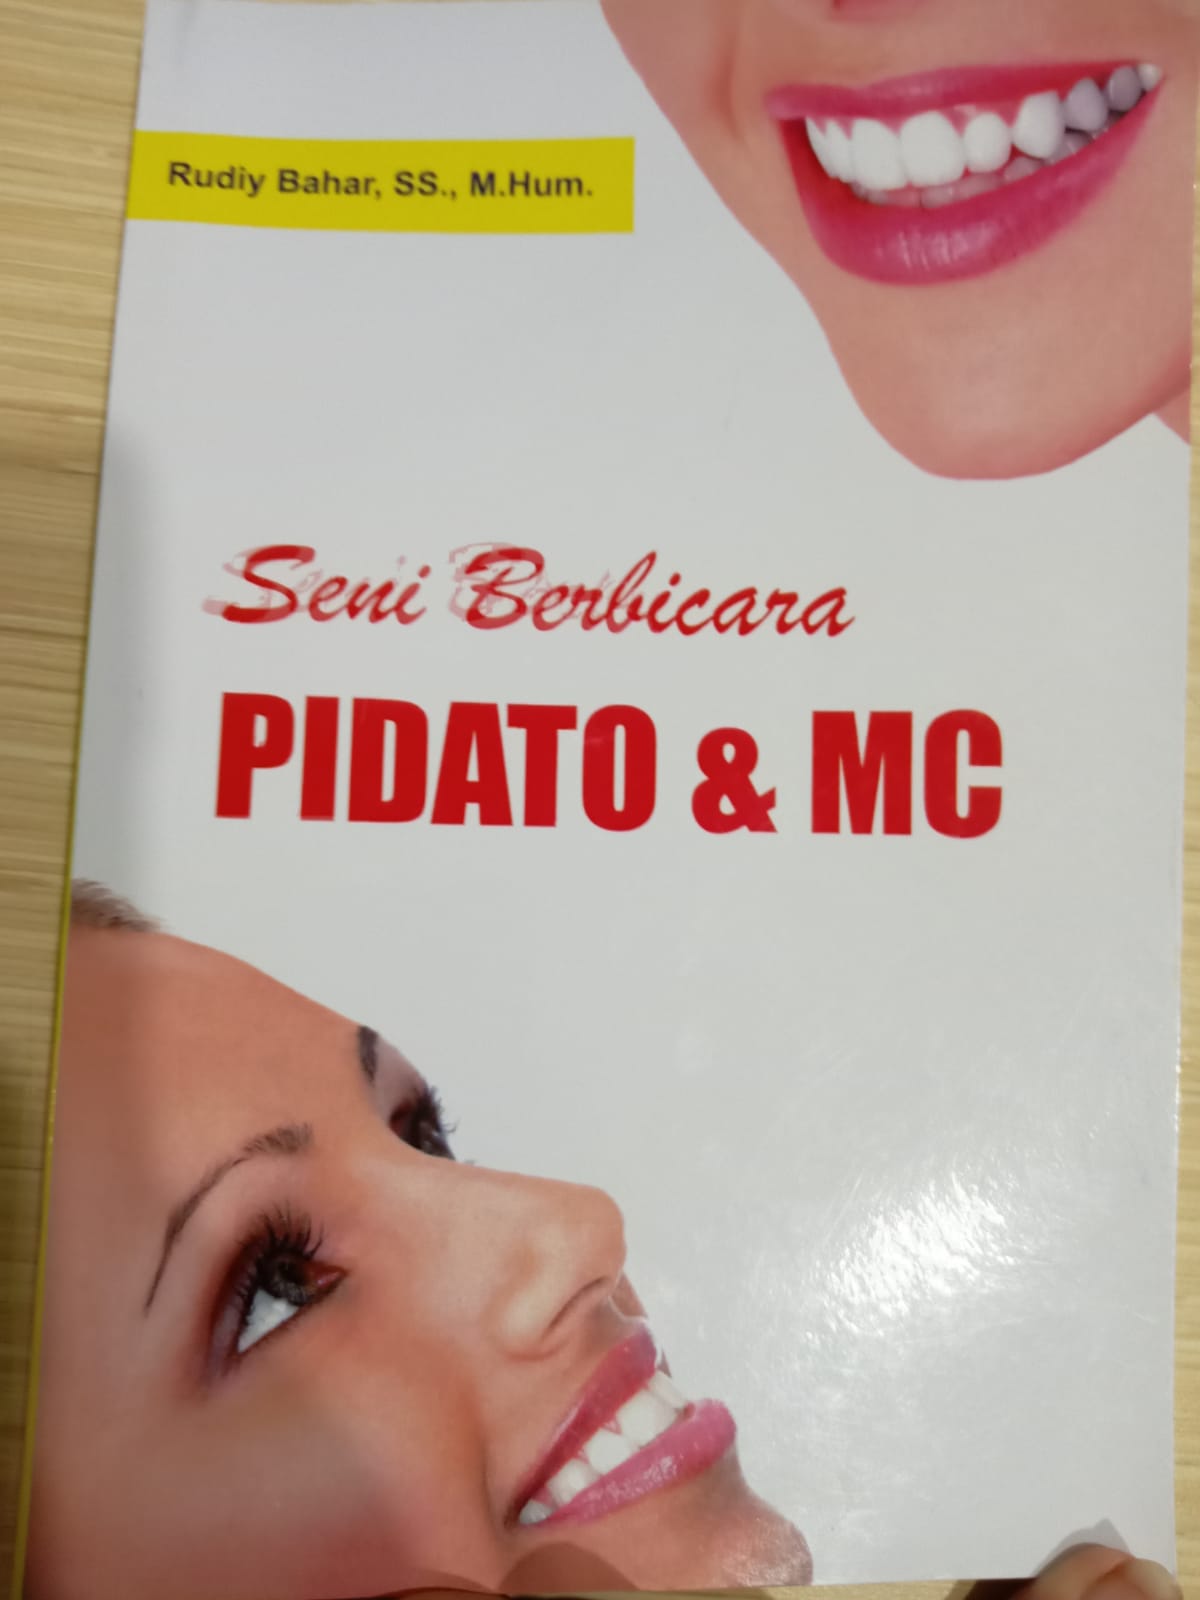 Rudiy Bahar, SS., M.Hum.
Seni Berbicara
PIDATO & MC